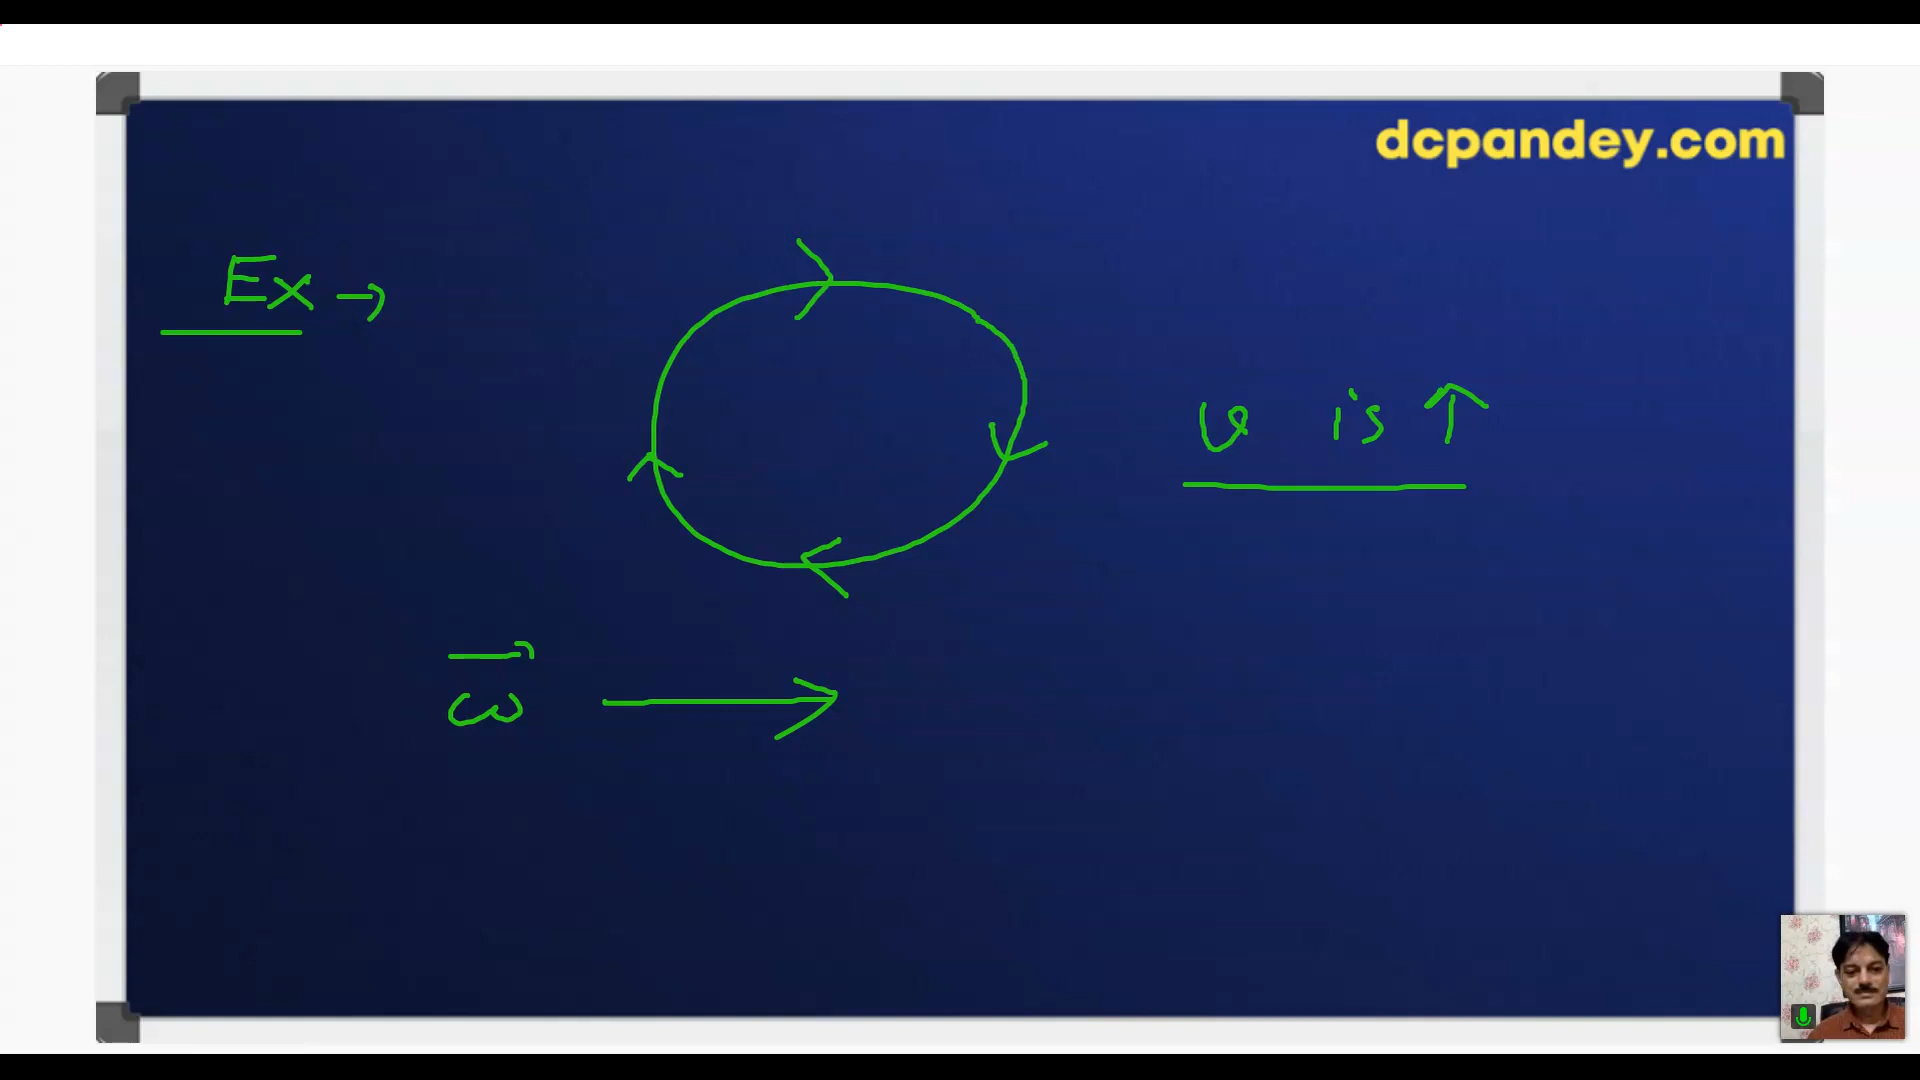 dcpandey.com
Ex →
v is ↑
ω⃗ →